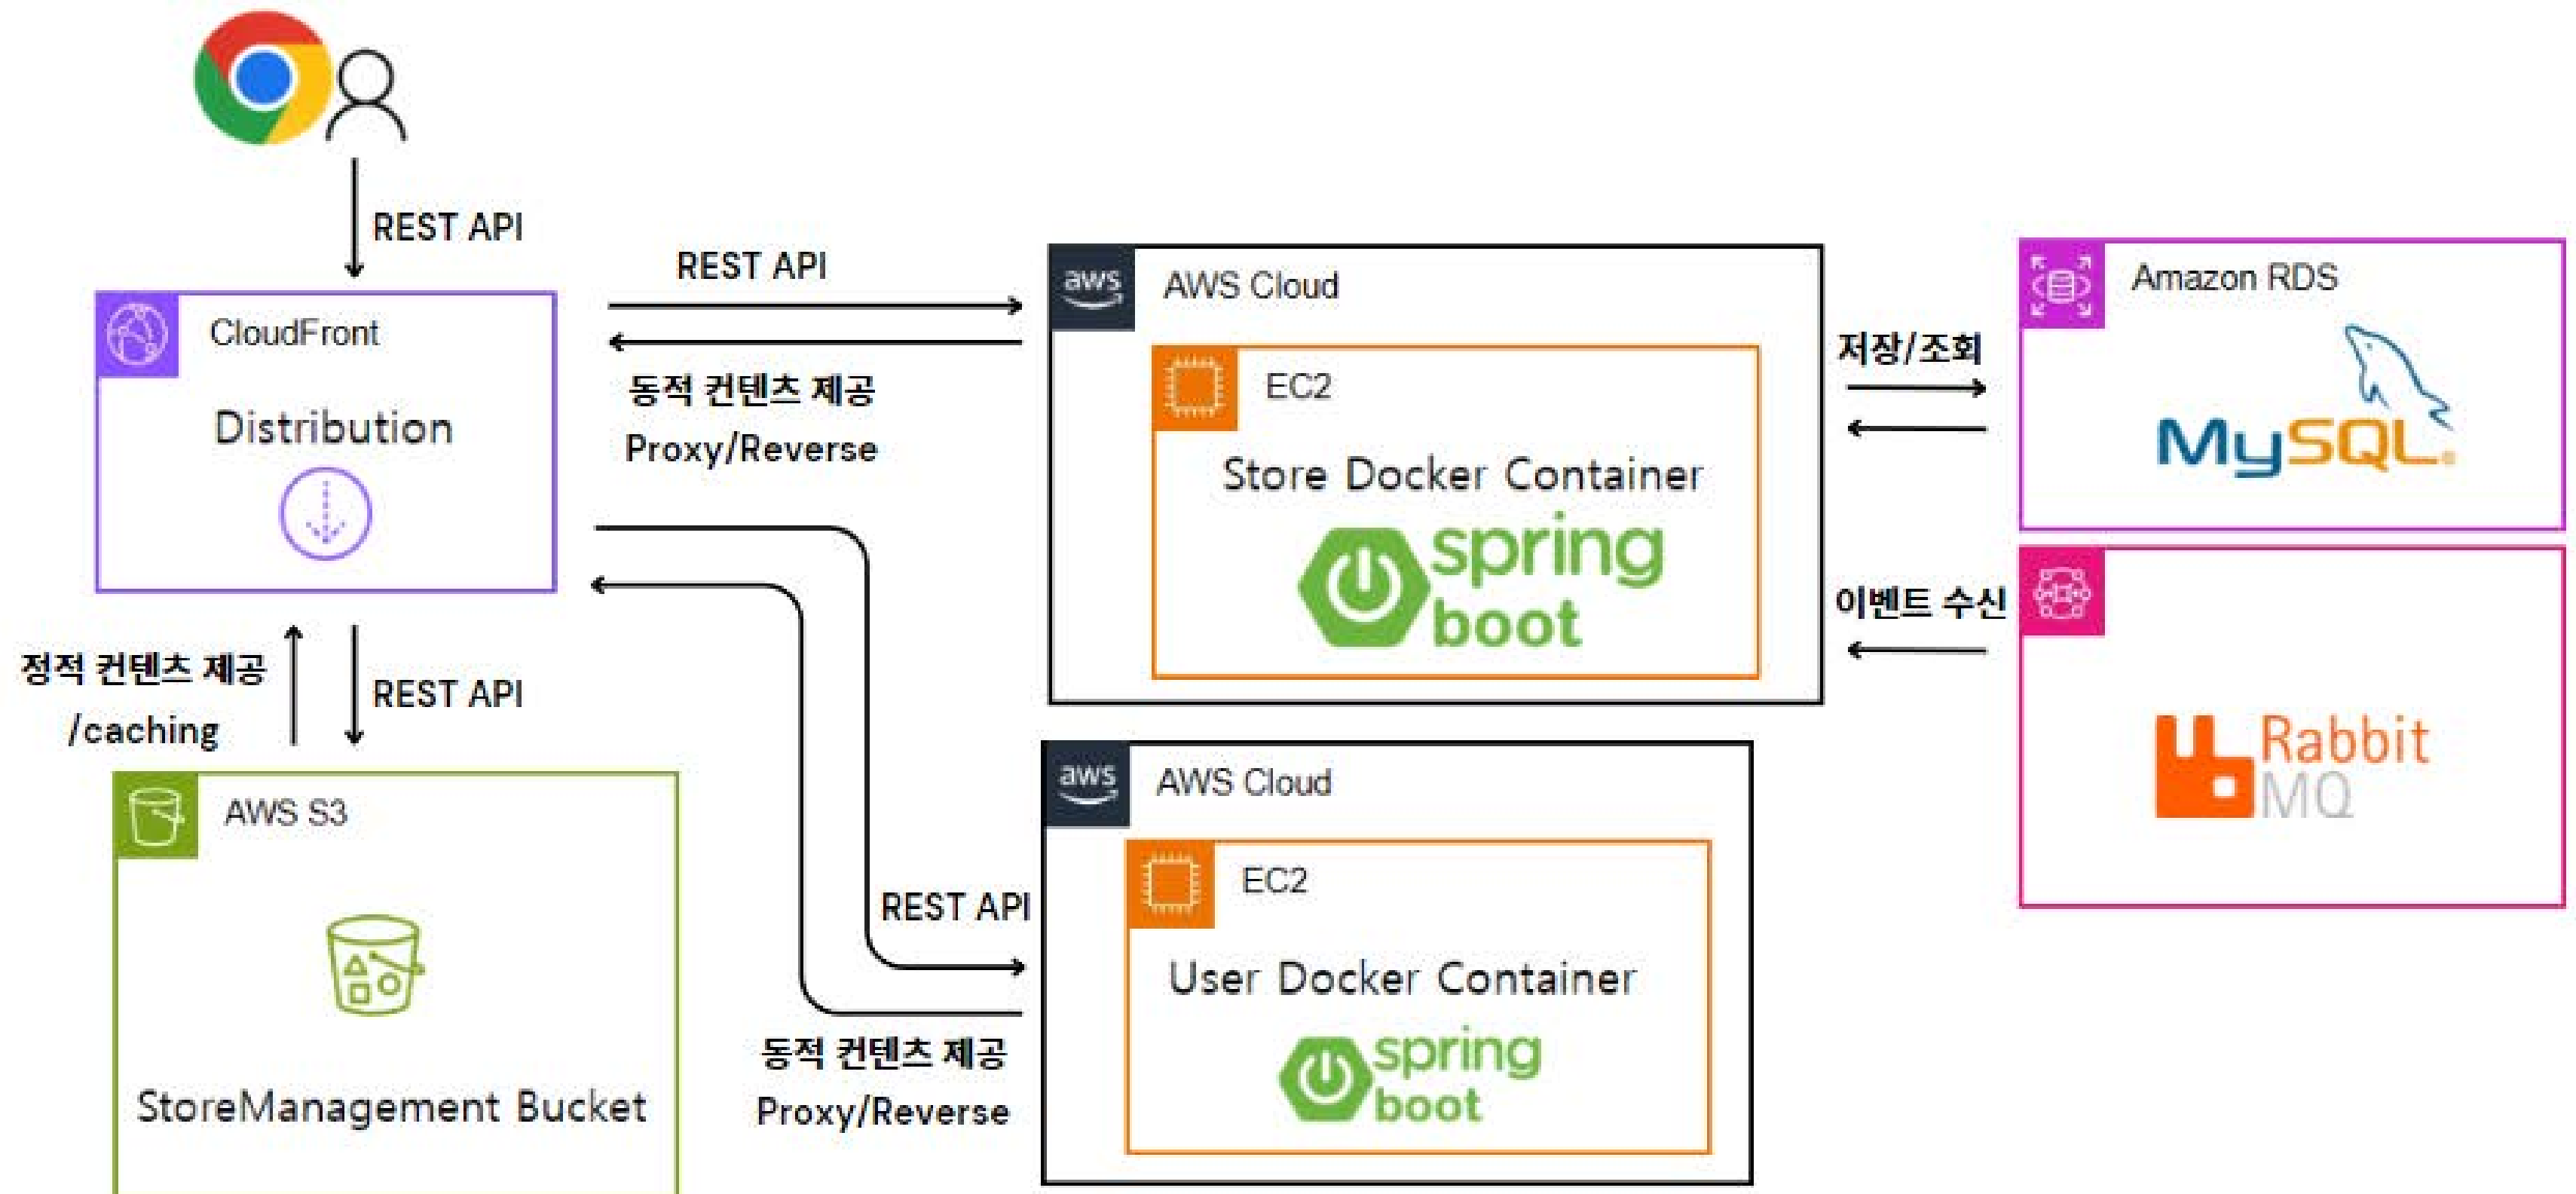 REST API
CloudFront
Distribution
REST API
동적 컨텐츠 제공
Proxy/Reverse
aws
AWS Cloud
EC2
Store Docker Container
spring
boot
저장/조회
Amazon RDS
MySQL®
이벤트 수신
Rabbit
MQ
정적 컨텐츠 제공
/caching
REST API
AWS S3
StoreManagement Bucket
REST API
동적 컨텐츠 제공
Proxy/Reverse
aws
AWS Cloud
EC2
User Docker Container
spring
boot